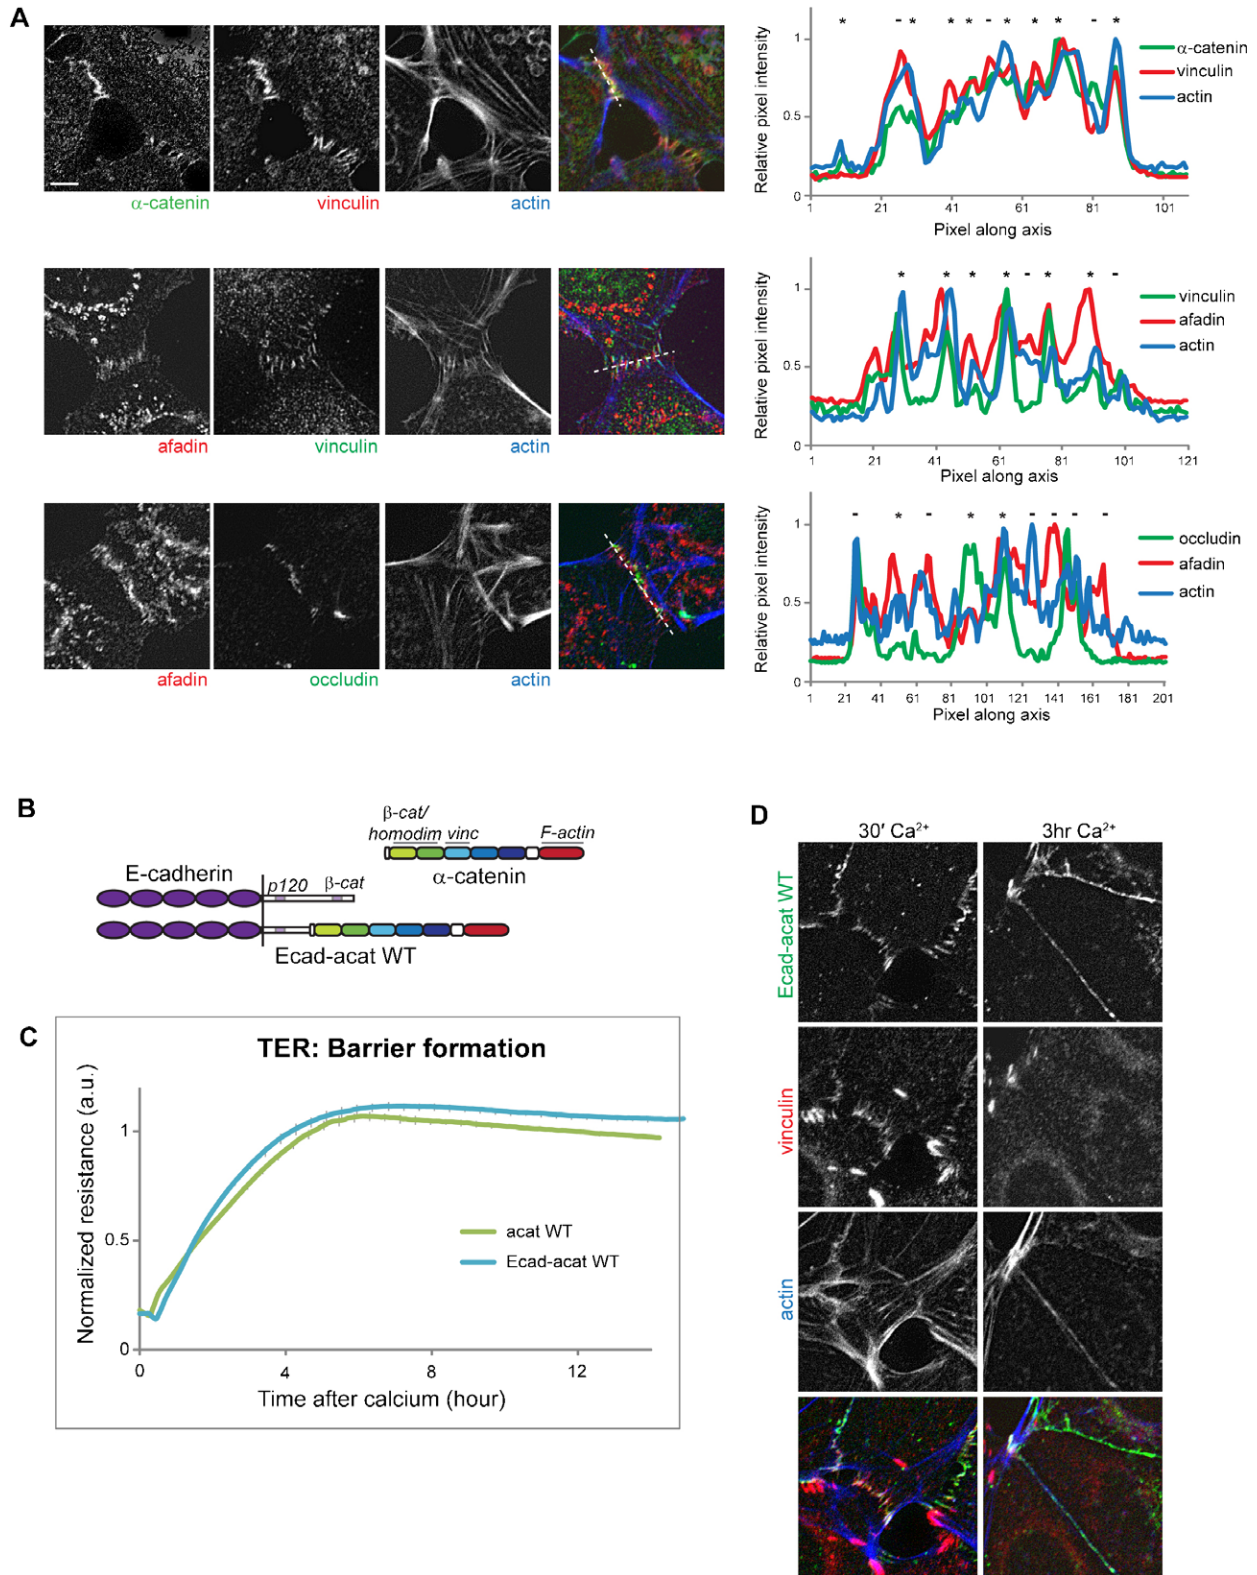 A
α-catenin
vinculin
actin
Relative pixel intensity
1
0.5
0
* - * * * - * * * - *
α-catenin
vinculin
actin
1 21 41 61 81 101
Pixel along axis
afadin
vinculin
actin
Relative pixel intensity
1
0.5
0
* * * * - * * -
vinculin
afadin
actin
1 21 41 61 81 101 121
Pixel along axis
afadin
occludin
actin
Relative pixel intensity
1
0.5
0
- * - * * - - - -
occludin
afadin
actin
1 21 41 61 81 101 121 141 161 181 201
Pixel along axis
B
β-cat/
homodim vinc F-actin
α-catenin
E-cadherin
p120 β-cat
Ecad-acat WT
C
TER: Barrier formation
Normalized resistance (a.u.)
1
0.5
0
acat WT
Ecad-acat WT
0 4 8 12
Time after calcium (hour)
D
30′ Ca²⁺ 3hr Ca²⁺
Ecad-acat WT
vinculin
actin